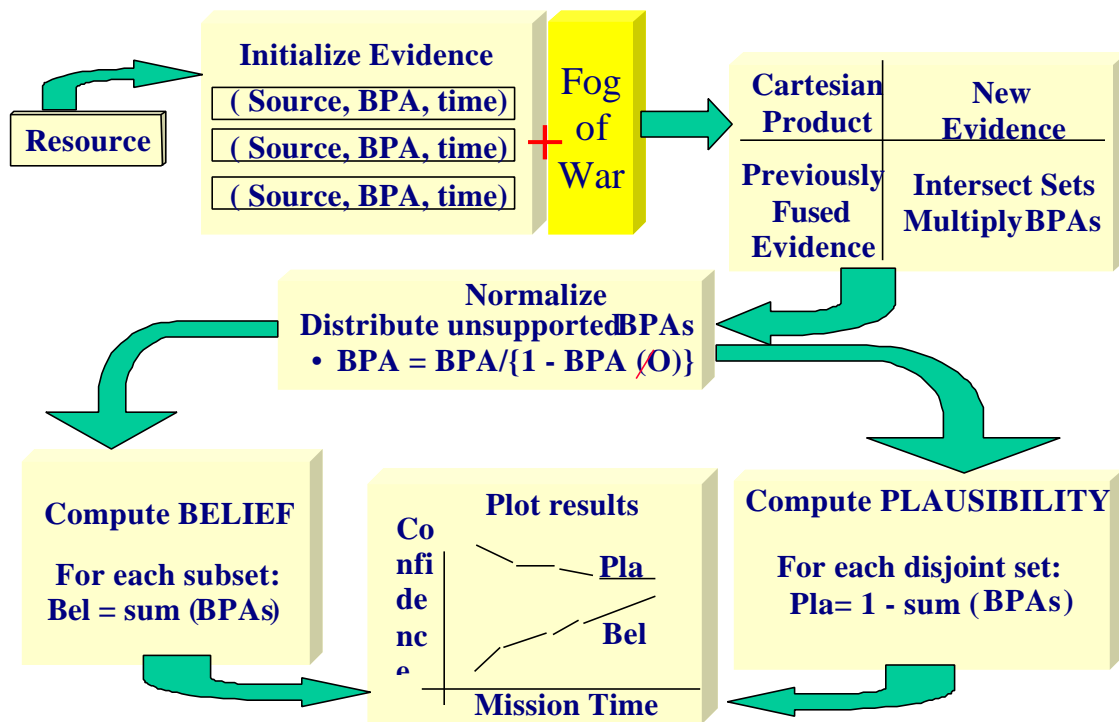 Resource
Initialize Evidence
( Source, BPA, time)
( Source, BPA, time)
( Source, BPA, time)
+
Fog
of
War
Cartesian
Product
New
Evidence
Previously
Fused
Evidence
Intersect Sets
Multiply BPAs
Normalize
Distribute unsupported BPAs
• BPA = BPA/{1 - BPA (O)}
Compute BELIEF
For each subset:
Bel = sum (BPAs)
Plot results
Co
nfi
de
nc
e
Pla
Bel
Mission Time
Compute PLAUSIBILITY
For each disjoint set:
Pla= 1 - sum (BPAs)